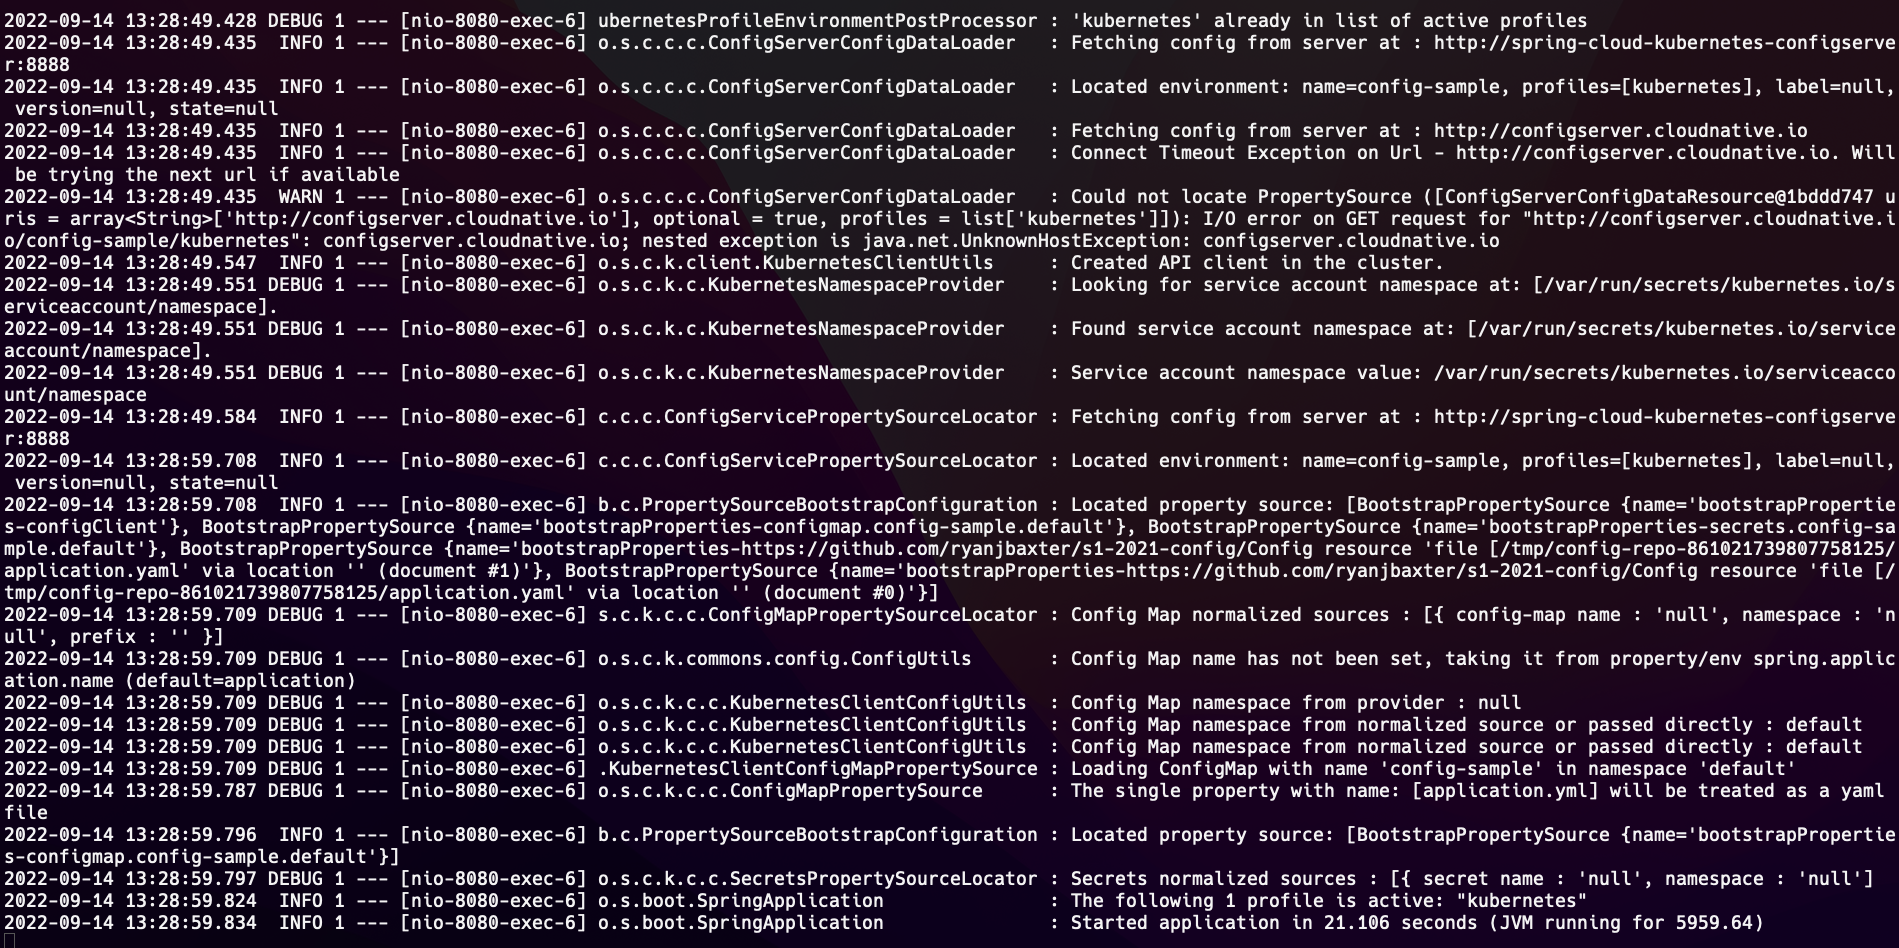 2022-09-14 13:28:49.428 DEBUG 1 --- [nio-8080-exec-6] ubernetesProfileEnvironmentPostProcessor : 'kubernetes' already in list of active profiles
2022-09-14 13:28:49.435  INFO 1 --- [nio-8080-exec-6] o.s.c.c.c.ConfigServerConfigDataLoader   : Fetching config from server at : http://spring-cloud-kubernetes-configserve
r:8888
2022-09-14 13:28:49.435  INFO 1 --- [nio-8080-exec-6] o.s.c.c.c.ConfigServerConfigDataLoader   : Located environment: name=config-sample, profiles=[kubernetes], label=null,
 version=null, state=null
2022-09-14 13:28:49.435  INFO 1 --- [nio-8080-exec-6] o.s.c.c.c.ConfigServerConfigDataLoader   : Fetching config from server at : http://configserver.cloudnative.io
2022-09-14 13:28:49.435  INFO 1 --- [nio-8080-exec-6] o.s.c.c.c.ConfigServerConfigDataLoader   : Connect Timeout Exception on Url - http://configserver.cloudnative.io. Will
 be trying the next url if available
2022-09-14 13:28:49.435  WARN 1 --- [nio-8080-exec-6] o.s.c.c.c.ConfigServerConfigDataLoader   : Could not locate PropertySource ([ConfigServerConfigDataResource@1bddd747 u
ris = array<String>['http://configserver.cloudnative.io'], optional = true, profiles = list['kubernetes']]): I/O error on GET request for "http://configserver.cloudnative.i
o/config-sample/kubernetes": configserver.cloudnative.io; nested exception is java.net.UnknownHostException: configserver.cloudnative.io
2022-09-14 13:28:49.547  INFO 1 --- [nio-8080-exec-6] o.s.c.k.client.KubernetesClientUtils     : Created API client in the cluster.
2022-09-14 13:28:49.551 DEBUG 1 --- [nio-8080-exec-6] o.s.c.k.c.KubernetesNamespaceProvider    : Looking for service account namespace at: [/var/run/secrets/kubernetes.io/s
erviceaccount/namespace].
2022-09-14 13:28:49.551 DEBUG 1 --- [nio-8080-exec-6] o.s.c.k.c.KubernetesNamespaceProvider    : Found service account namespace at: [/var/run/secrets/kubernetes.io/service
account/namespace].
2022-09-14 13:28:49.551 DEBUG 1 --- [nio-8080-exec-6] o.s.c.k.c.KubernetesNamespaceProvider    : Service account namespace value: /var/run/secrets/kubernetes.io/serviceacco
unt/namespace
2022-09-14 13:28:49.584  INFO 1 --- [nio-8080-exec-6] c.c.c.ConfigServicePropertySourceLocator : Fetching config from server at : http://spring-cloud-kubernetes-configserve
r:8888
2022-09-14 13:28:59.708  INFO 1 --- [nio-8080-exec-6] c.c.c.ConfigServicePropertySourceLocator : Located environment: name=config-sample, profiles=[kubernetes], label=null,
 version=null, state=null
2022-09-14 13:28:59.708  INFO 1 --- [nio-8080-exec-6] b.c.PropertySourceBootstrapConfiguration : Located property source: [BootstrapPropertySource {name='bootstrapPropertie
s-configClient'}, BootstrapPropertySource {name='bootstrapProperties-configmap.config-sample.default'}, BootstrapPropertySource {name='bootstrapProperties-secrets.config-sa
mple.default'}, BootstrapPropertySource {name='bootstrapProperties-https://github.com/ryanjbaxter/s1-2021-config/Config resource 'file [/tmp/config-repo-861021739807758125/
application.yaml' via location '' (document #1)'}, BootstrapPropertySource {name='bootstrapProperties-https://github.com/ryanjbaxter/s1-2021-config/Config resource 'file [/
tmp/config-repo-861021739807758125/application.yaml' via location '' (document #0)'}]
2022-09-14 13:28:59.709 DEBUG 1 --- [nio-8080-exec-6] s.c.k.c.c.ConfigMapPropertySourceLocator : Config Map normalized sources : [{ config-map name : 'null', namespace : 'n
ull', prefix : '' }]
2022-09-14 13:28:59.709 DEBUG 1 --- [nio-8080-exec-6] o.s.c.k.commons.config.ConfigUtils       : Config Map name has not been set, taking it from property/env spring.applic
ation.name (default=application)
2022-09-14 13:28:59.709 DEBUG 1 --- [nio-8080-exec-6] o.s.c.k.c.c.KubernetesClientConfigUtils  : Config Map namespace from provider : null
2022-09-14 13:28:59.709 DEBUG 1 --- [nio-8080-exec-6] o.s.c.k.c.c.KubernetesClientConfigUtils  : Config Map namespace from normalized source or passed directly : default
2022-09-14 13:28:59.709 DEBUG 1 --- [nio-8080-exec-6] o.s.c.k.c.c.KubernetesClientConfigUtils  : Config Map namespace from normalized source or passed directly : default
2022-09-14 13:28:59.709 DEBUG 1 --- [nio-8080-exec-6] .KubernetesClientConfigMapPropertySource : Loading ConfigMap with name 'config-sample' in namespace 'default'
2022-09-14 13:28:59.787 DEBUG 1 --- [nio-8080-exec-6] o.s.c.k.c.c.ConfigMapPropertySource      : The single property with name: [application.yml] will be treated as a yaml
file
2022-09-14 13:28:59.796  INFO 1 --- [nio-8080-exec-6] b.c.PropertySourceBootstrapConfiguration : Located property source: [BootstrapPropertySource {name='bootstrapPropertie
s-configmap.config-sample.default'}]
2022-09-14 13:28:59.797 DEBUG 1 --- [nio-8080-exec-6] o.s.c.k.c.c.SecretsPropertySourceLocator : Secrets normalized sources : [{ secret name : 'null', namespace : 'null']
2022-09-14 13:28:59.824  INFO 1 --- [nio-8080-exec-6] o.s.boot.SpringApplication               : The following 1 profile is active: "kubernetes"
2022-09-14 13:28:59.834  INFO 1 --- [nio-8080-exec-6] o.s.boot.SpringApplication               : Started application in 21.106 seconds (JVM running for 5959.64)